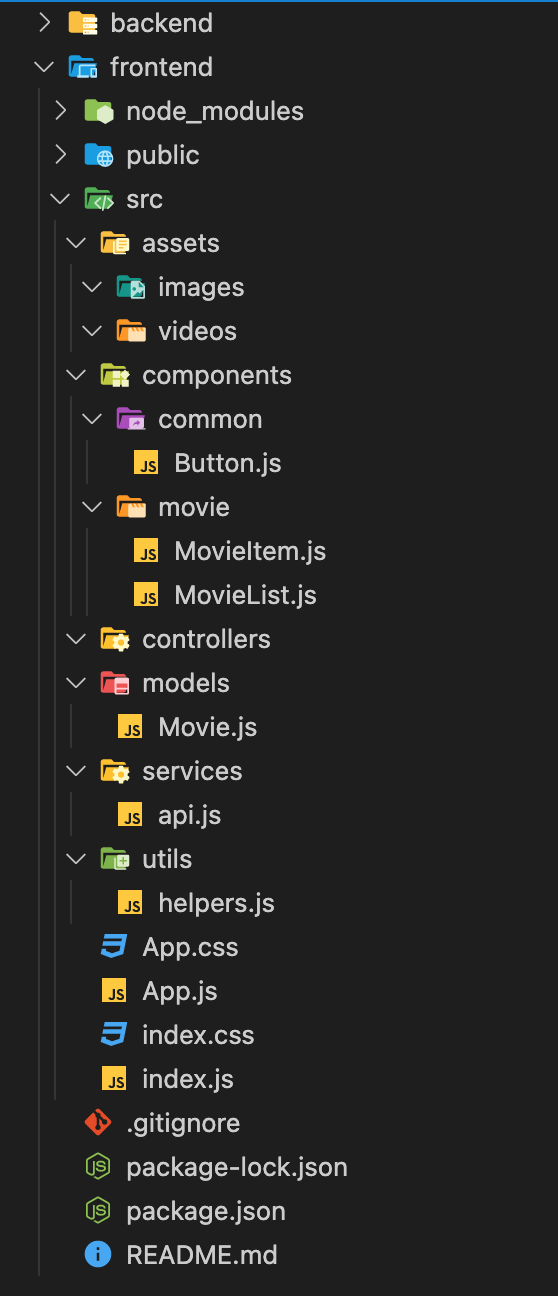 backend
frontend
node_modules
public
src
assets
images
videos
components
common
JS Button.js
movie
JS MovieItem.js
JS MovieList.js
controllers
models
JS Movie.js
services
JS api.js
utils
JS helpers.js
App.css
JS App.js
index.css
JS index.js
.gitignore
JS package-lock.json
JS package.json
i README.md